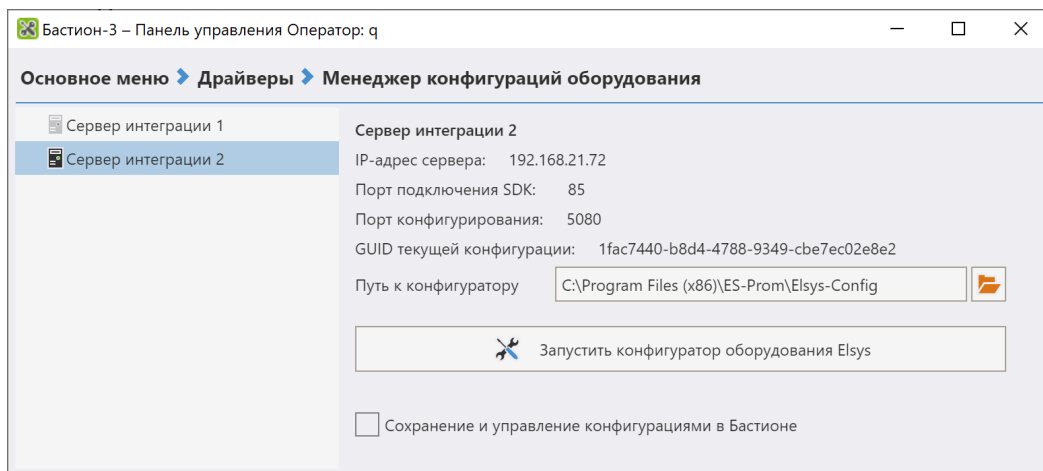 Бастион-3 – Панель управления Оператор: q
Основное меню Драйверы Менеджер конфигураций оборудования
Сервер интеграции 1
Сервер интеграции 2
Сервер интеграции 2
IP-адрес сервера: 192.168.21.72
Порт подключения SDK: 85
Порт конфигурирования: 5080
GUID текущей конфигурации: 1fac7440-b8d4-4788-9349-cbe7ec02e8e2
Путь к конфигуратору C:\Program Files (x86)\ES-Prom\Elsys-Config
Запустить конфигуратор оборудования Elsys
Сохранение и управление конфигурациями в Бастионе